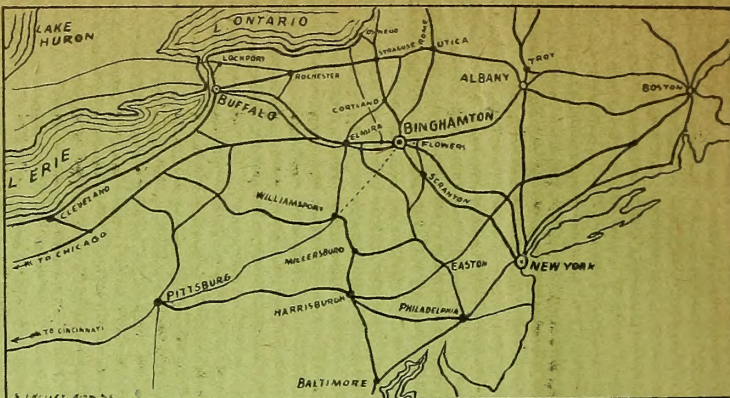 LAKE
HURON
L. ONTARIO
OSWEGO
ROME
UTICA
SYRACUSE
LOCKPORT
ROCHESTER
TROY
ALBANY
BOSTON
BUFFALO
CORTLAND
BINGHAMTON
ELMIRA
FLOWERS
L. ERIE
SCRANTON
CLEVELAND
WILLIAMSPORT
TO CHICAGO
MILLERSBURG
EASTON
NEW YORK
PITTSBURG
HARRISBURGH
PHILADELPHIA
TO CINCINNATI
BALTIMORE